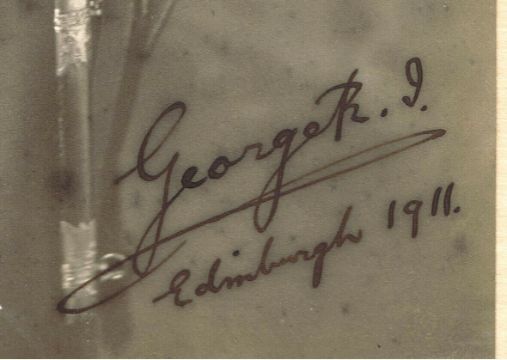 George R. I.
Edinburgh 1911.